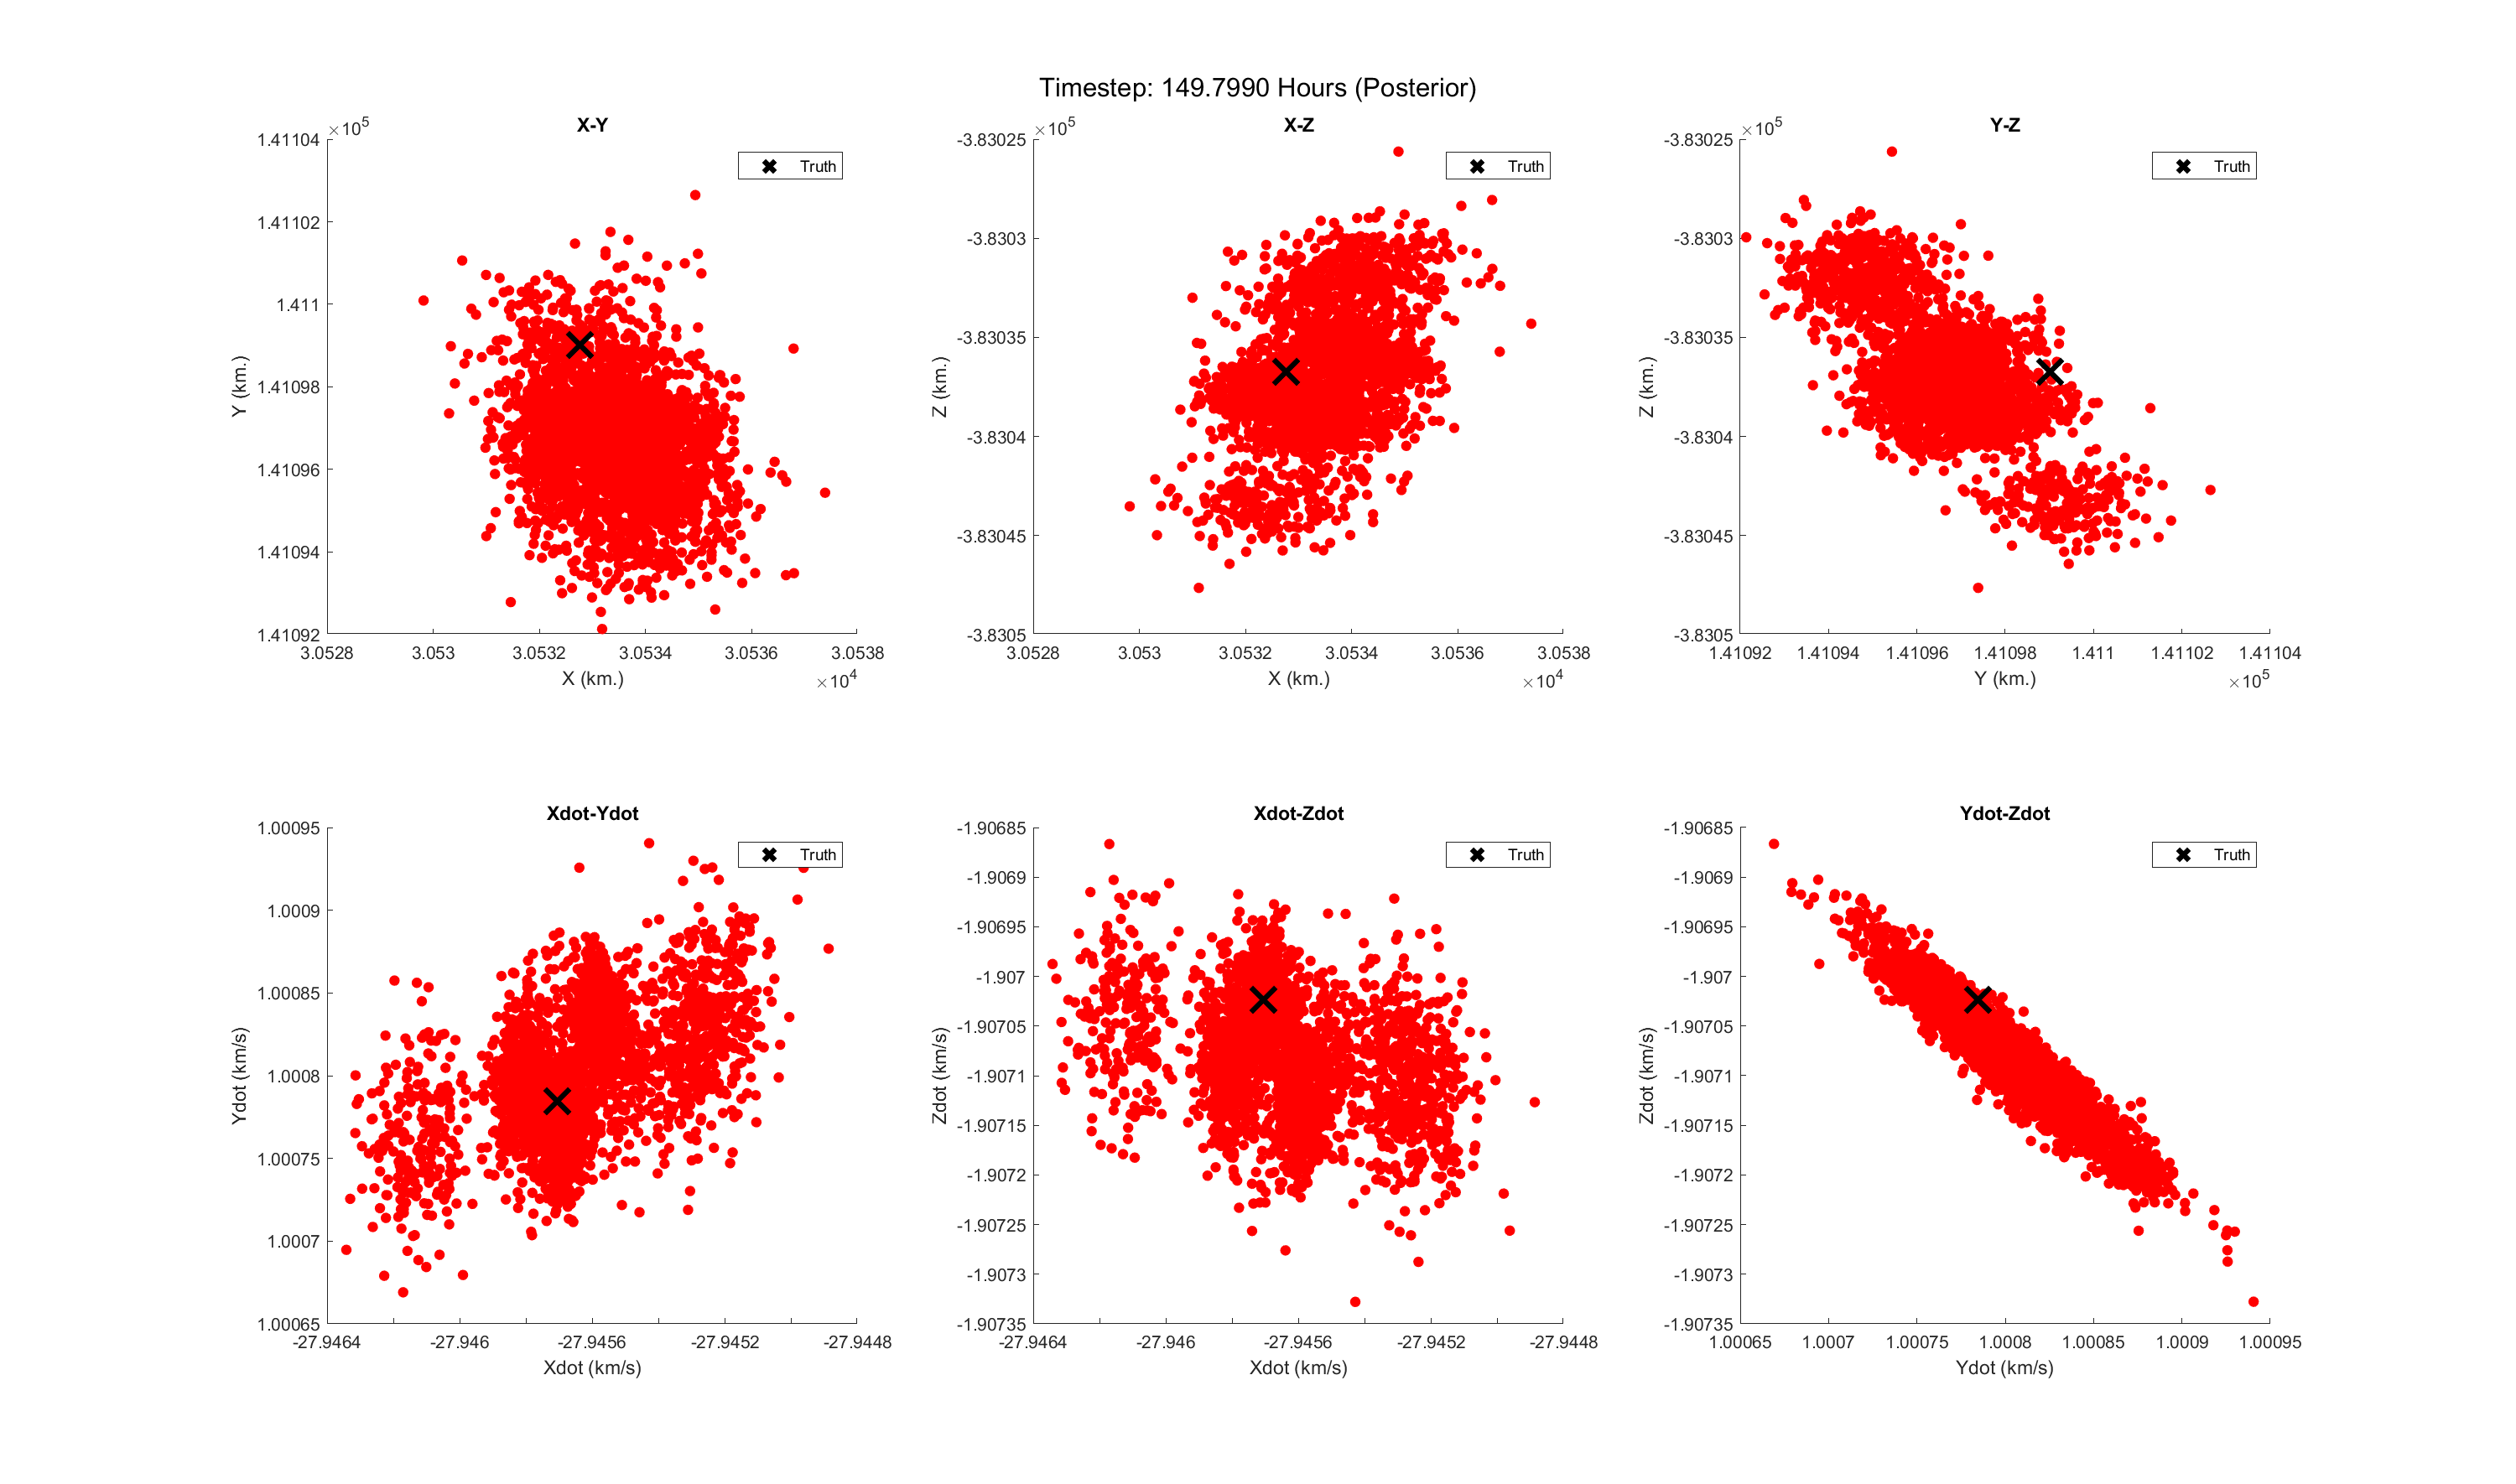 Timestep: 149.7990 Hours (Posterior)
X-Y
×10^5
1.41104
1.41102
1.411
1.41098
1.41096
1.41094
1.41092
Y (km.)
Truth
3.0528 3.053 3.0532 3.0534 3.0536 3.0538
X (km.)
×10^4
X-Z
×10^5
-3.83025
-3.8303
-3.83035
-3.8304
-3.83045
-3.8305
Z (km.)
Truth
3.0528 3.053 3.0532 3.0534 3.0536 3.0538
X (km.)
×10^4
Y-Z
×10^5
-3.83025
-3.8303
-3.83035
-3.8304
-3.83045
-3.8305
Z (km.)
Truth
1.41092 1.41094 1.41096 1.41098 1.411 1.41102 1.41104
Y (km.)
×10^5
Xdot-Ydot
1.00095
1.0009
1.00085
1.0008
1.00075
1.0007
1.00065
Ydot (km/s)
Truth
-27.9464 -27.946 -27.9456 -27.9452 -27.9448
Xdot (km/s)
Xdot-Zdot
-1.90685
-1.9069
-1.90695
-1.907
-1.90705
-1.9071
-1.90715
-1.9072
-1.90725
-1.9073
-1.90735
Zdot (km/s)
Truth
-27.9464 -27.946 -27.9456 -27.9452 -27.9448
Xdot (km/s)
Ydot-Zdot
-1.90685
-1.9069
-1.90695
-1.907
-1.90705
-1.9071
-1.90715
-1.9072
-1.90725
-1.9073
-1.90735
Zdot (km/s)
Truth
1.00065 1.0007 1.00075 1.0008 1.00085 1.0009 1.00095
Ydot (km/s)